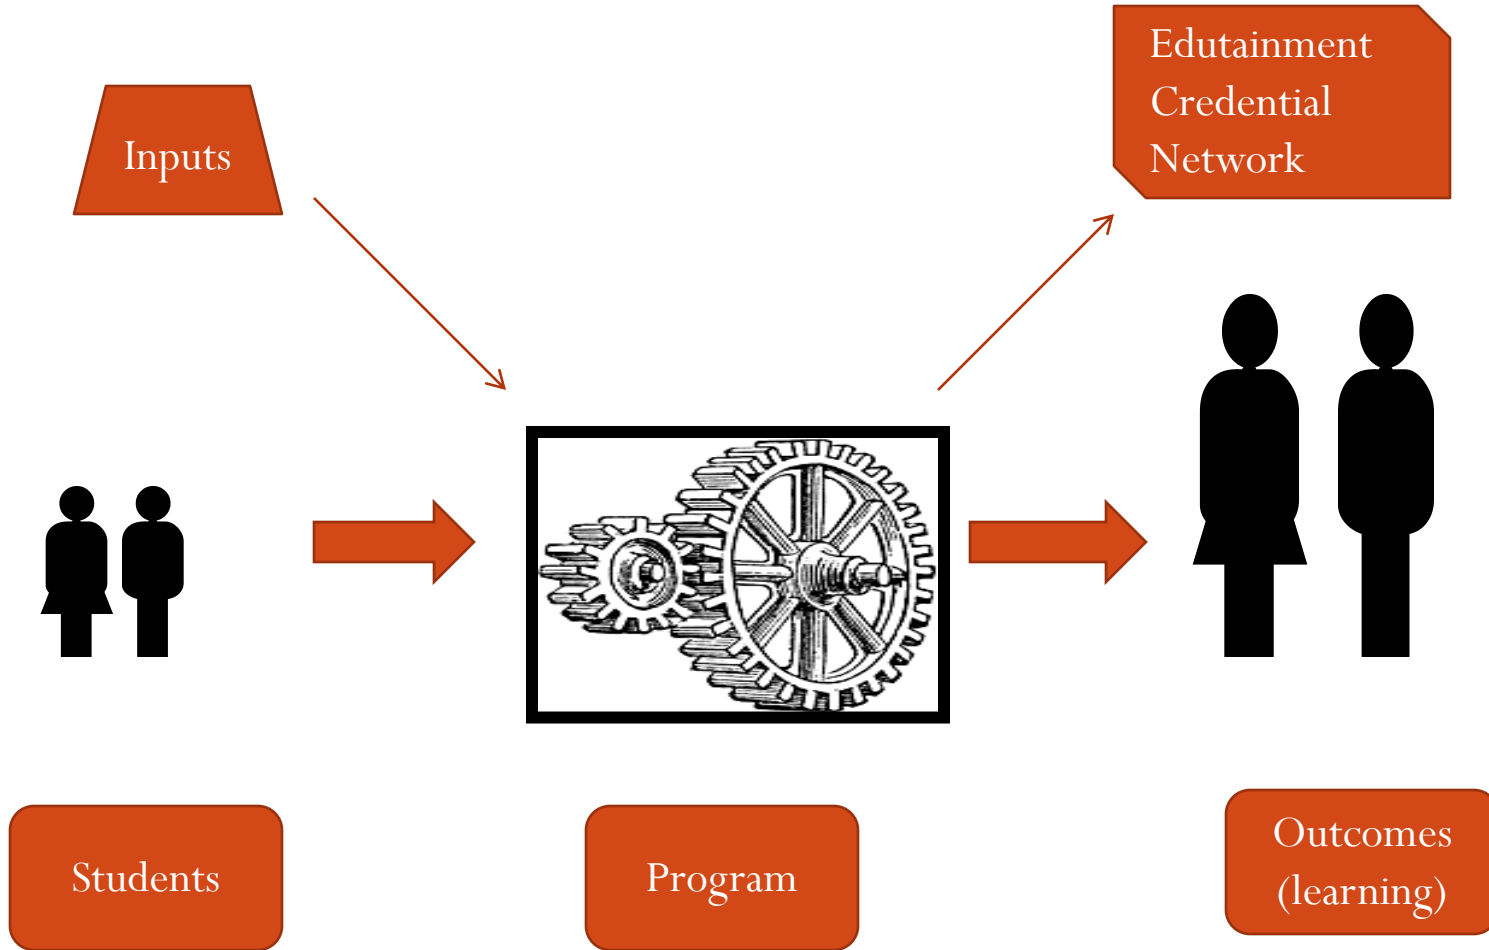 Inputs
Edutainment
Credential
Network
Students
Program
Outcomes
(learning)